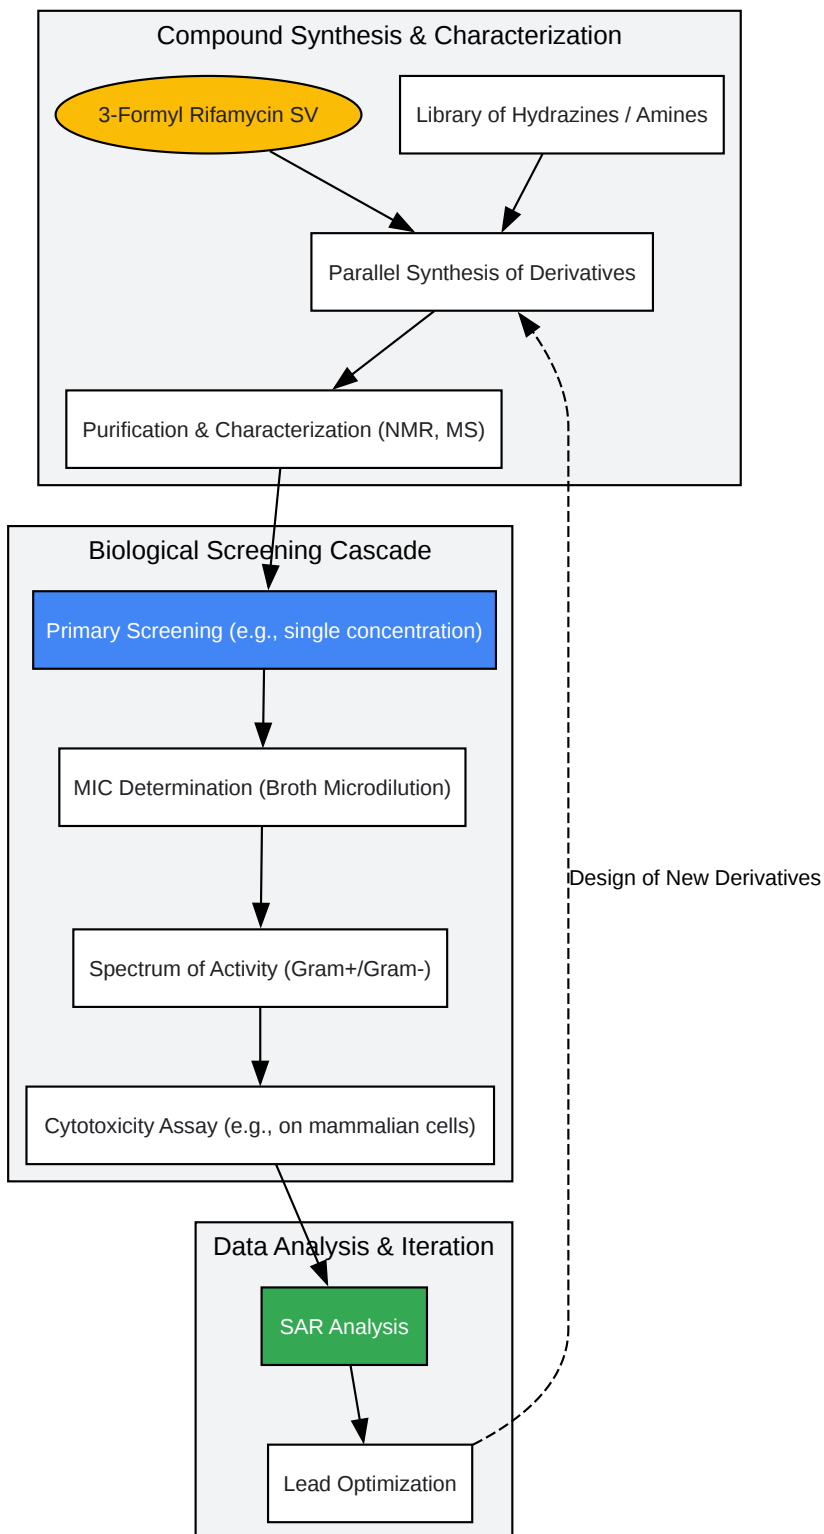 Compound Synthesis & Characterization
3-Formyl Rifamycin SV
Library of Hydrazines / Amines
Parallel Synthesis of Derivatives
Purification & Characterization (NMR, MS)
Biological Screening Cascade
Primary Screening (e.g., single concentration)
MIC Determination (Broth Microdilution)
Design of New Derivatives
Spectrum of Activity (Gram+/Gram-)
Cytotoxicity Assay (e.g., on mammalian cells)
Data Analysis & Iteration
SAR Analysis
Lead Optimization